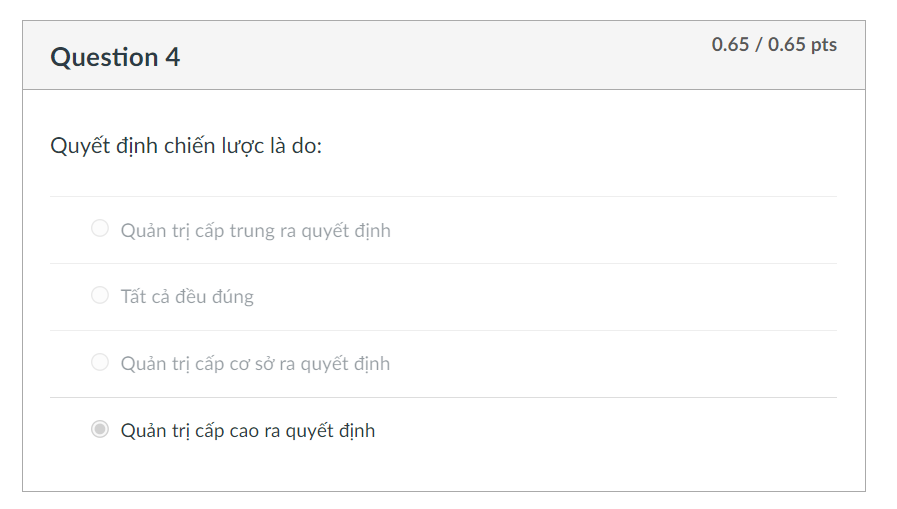 Question 4
0.65 / 0.65 pts
Quyết định chiến lược là do:
Quản trị cấp trung ra quyết định
Tất cả đều đúng
Quản trị cấp cơ sở ra quyết định
Quản trị cấp cao ra quyết định